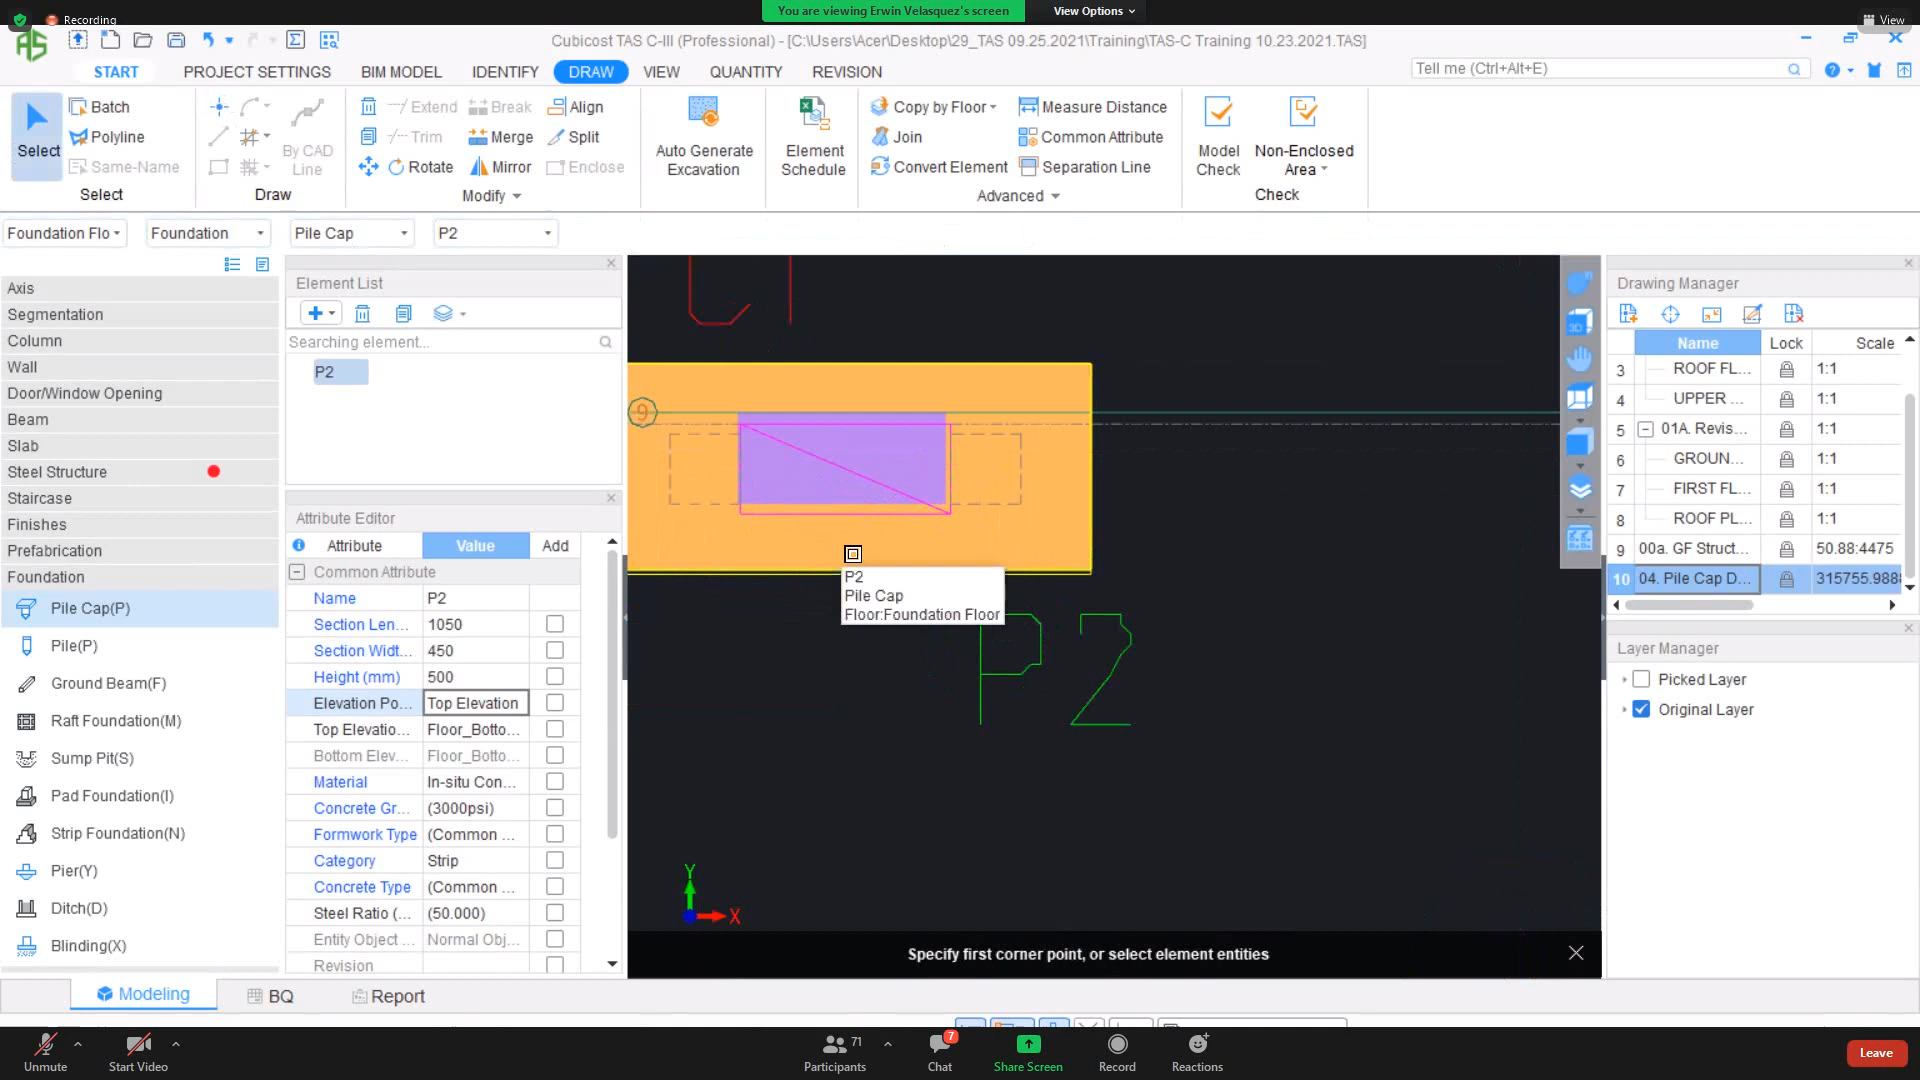 Recording
You are viewing Erwin Velasquez's screen
View Options
View
Cubicost TAS C-III (Professional) - [C:\Users\Acer\Desktop\29_TAS 09.25.2021\Training\TAS-C Training 10.23.2021.TAS]
START
PROJECT SETTINGS
BIM MODEL
IDENTIFY
DRAW
VIEW
QUANTITY
REVISION
Tell me (Ctrl+Alt+E)
Select
Batch
Polyline
Same-Name
Select
By CAD
Line
Draw
Extend
Break
Align
Trim
Merge
Split
Rotate
Mirror
Enclose
Modify
Auto Generate
Excavation
Element
Schedule
Copy by Floor
Measure Distance
Join
Common Attribute
Convert Element
Separation Line
Advanced
Model
Check
Non-Enclosed
Area
Check
Foundation Flo
Foundation
Pile Cap
P2
Axis
Segmentation
Column
Wall
Door/Window Opening
Beam
Slab
Steel Structure
Staircase
Finishes
Prefabrication
Foundation
Pile Cap(P)
Pile(P)
Ground Beam(F)
Raft Foundation(M)
Sump Pit(S)
Pad Foundation(I)
Strip Foundation(N)
Pier(Y)
Ditch(D)
Blinding(X)
Element List
Searching element...
P2
Attribute Editor
Attribute Value Add
Common Attribute
Name P2
Section Len... 1050
Section Widt... 450
Height (mm) 500
Elevation Po... Top Elevation
Top Elevatio... Floor_Botto...
Bottom Elev... Floor_Botto...
Material In-situ Con...
Concrete Gr... (3000psi)
Formwork Type (Common ...
Category Strip
Concrete Type (Common ...
Steel Ratio (... (50.000)
Entity Object ... Normal Obj...
Revision
9
P2
Pile Cap
Floor:Foundation Floor
P2
Y
X
3D
Specify first corner point, or select element entities
Drawing Manager
Name Lock Scale
3 ROOF FL... 1:1
4 UPPER ... 1:1
5 01A. Revis... 1:1
6 GROUN... 1:1
7 FIRST FL... 1:1
8 ROOF PL... 1:1
9 00a. GF Struct... 50.88:4475
10 04. Pile Cap D... 315755.988
Layer Manager
Picked Layer
Original Layer
Modeling
BQ
Report
Unmute
Start Video
71
Participants
7
Chat
Share Screen
Record
Reactions
Leave